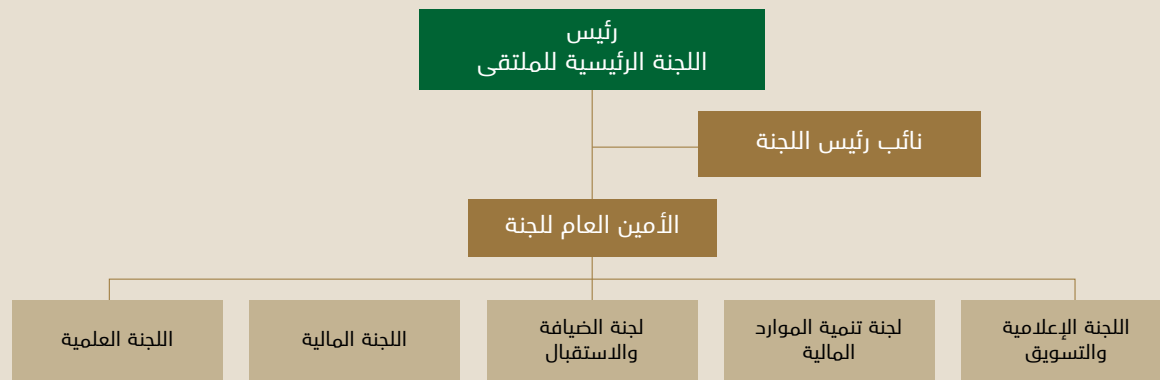 رئيس
اللجنة الرئيسية للملتقى
نائب رئيس اللجنة
الأمين العام للجنة
اللجنة الإعلامية
والتسويق
لجنة تنمية الموارد
المالية
لجنة الضيافة
والاستقبال
اللجنة المالية
اللجنة العلمية